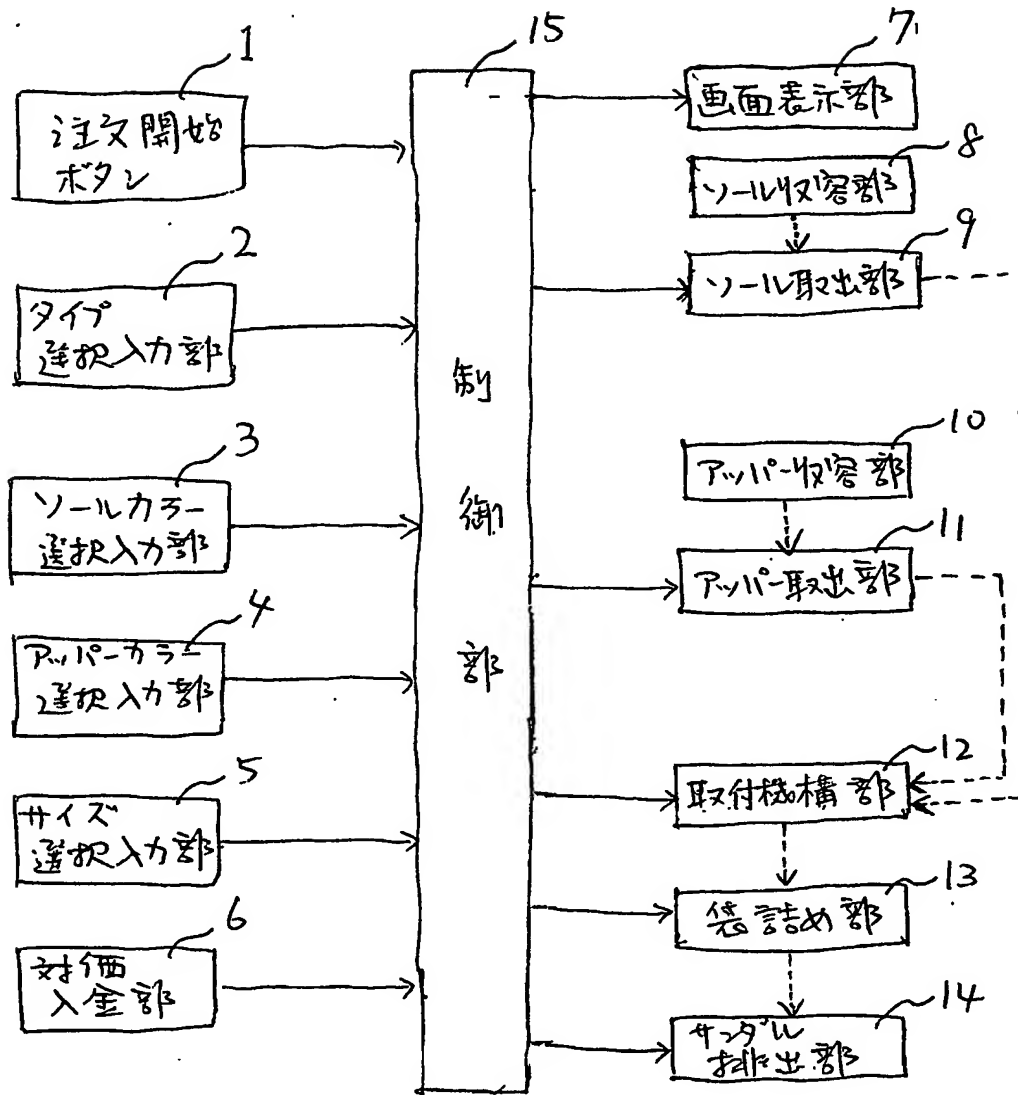 1
注文開始
ボタン
2
タイプ
選択入力部
3
ソールカラー
選択入力部
4
アッパーカラー
選択入力部
5
サイズ
選択入力部
6
対価
入金部
15
制
御
部
7
画面表示部
8
ソール収容部
9
ソール取出部
10
アッパー収容部
11
アッパー取出部
12
取付機構部
13
袋詰め部
14
サンダル
排出部